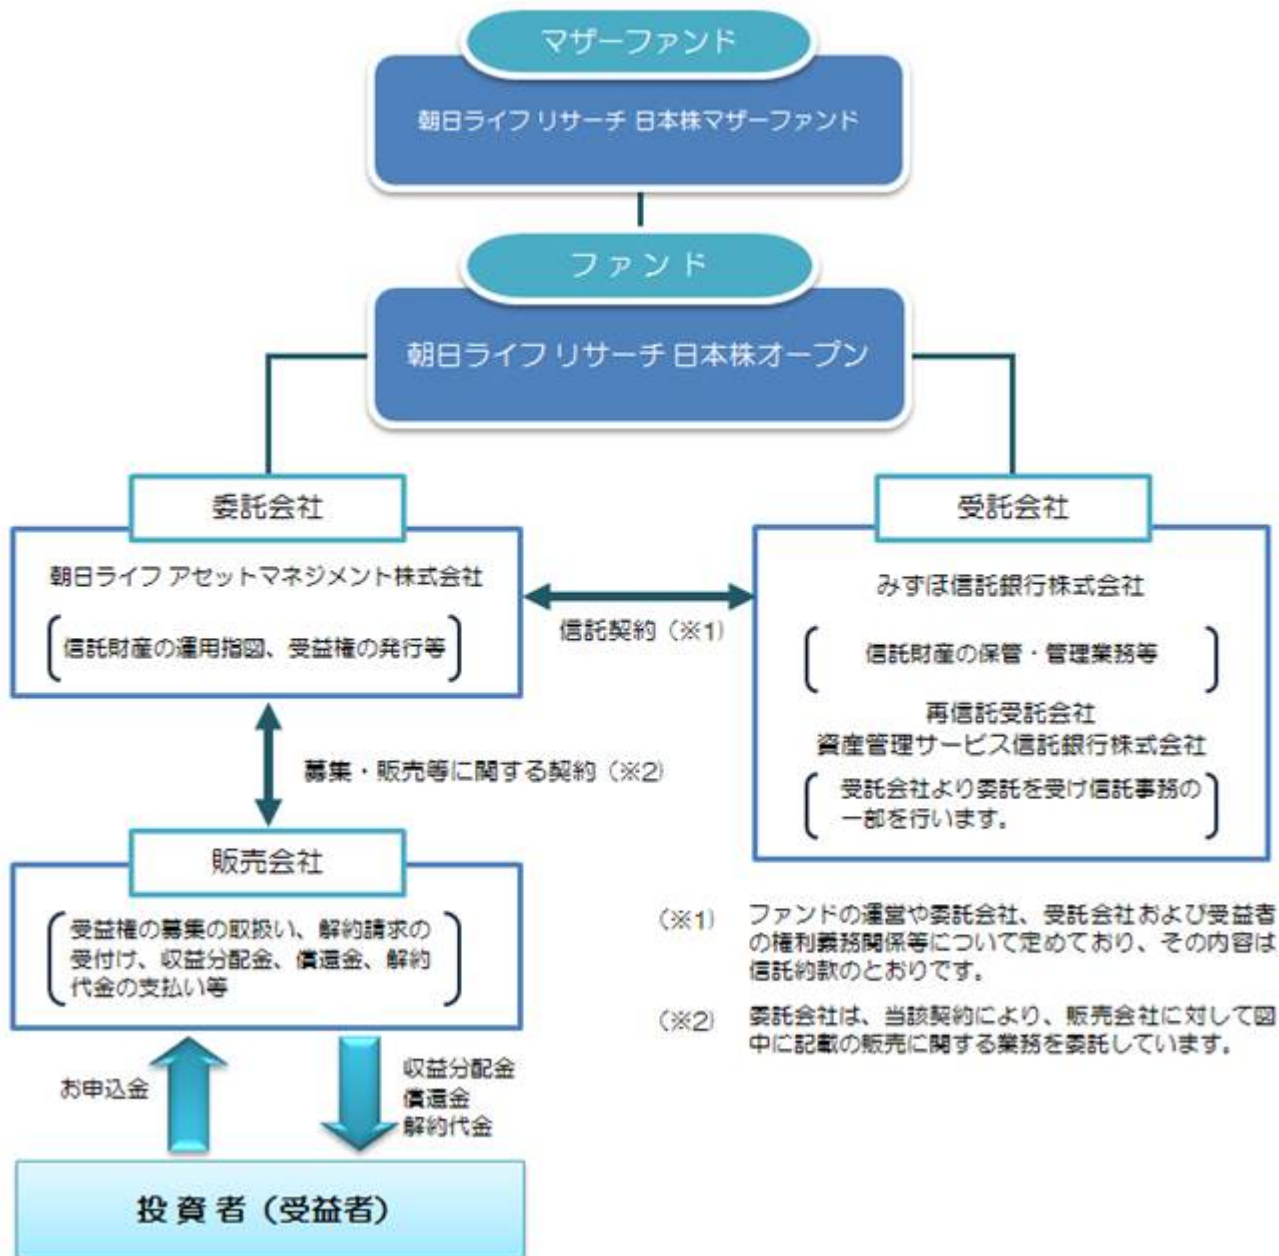 マザーファンド
朝日ライフ リサーチ 日本株マザーファンド
ファンド
朝日ライフ リサーチ 日本株オープン
委託会社
朝日ライフ アセットマネジメント株式会社
信託財産の運用指図、受益権の発行等
信託契約（※1）
受託会社
みずほ信託銀行株式会社
信託財産の保管・管理業務等
再信託受託会社
資産管理サービス信託銀行株式会社
受託会社より委託を受け信託事務の
一部を行います。
募集・販売等に関する契約（※2）
販売会社
受益権の募集の取扱い、解約請求の
受付け、収益分配金、償還金、解約
代金の支払い等
（※1） ファンドの運営や委託会社、受託会社および受益者
の権利義務関係等について定めており、その内容は
信託約款のとおりです。
（※2） 委託会社は、当該契約により、販売会社に対して図
中に記載の販売に関する業務を委託しています。
お申込金
収益分配金
償還金
解約代金
投資者（受益者）